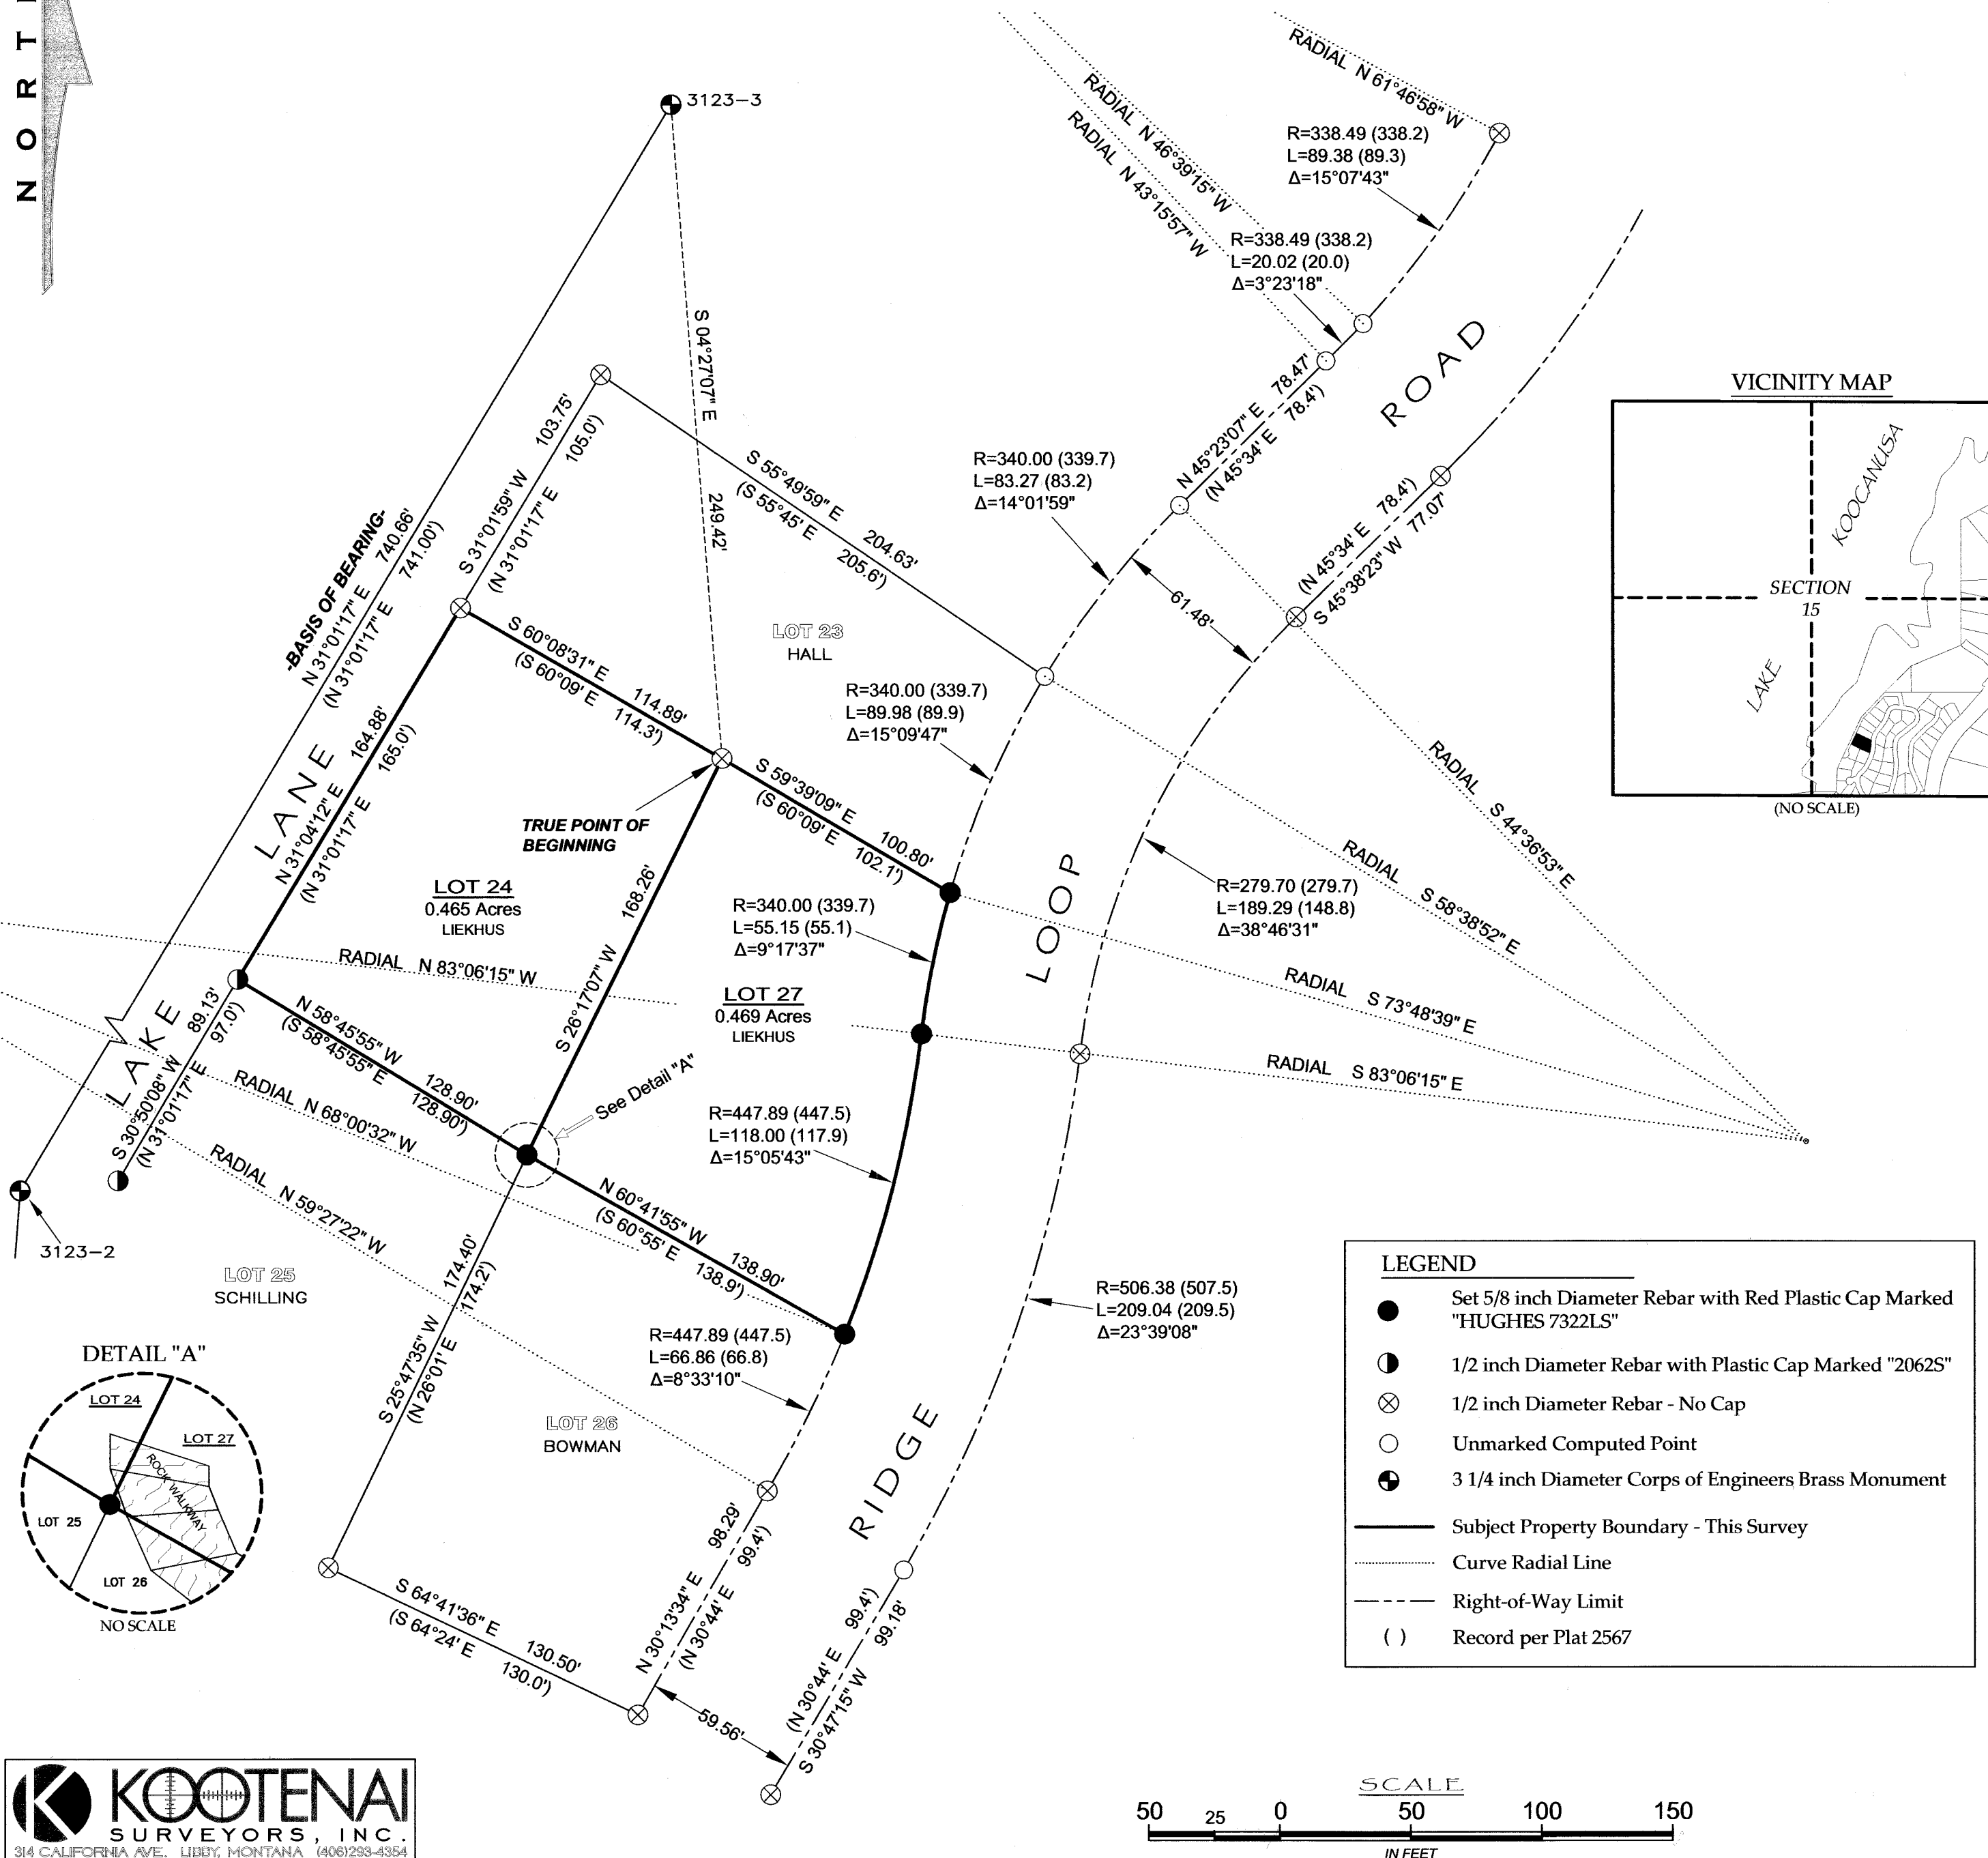 NORT
3123-3
RADIAL N 61°46'58" W
RADIAL N 46°39'15" W
RADIAL N 43°15'57" W
R=338.49 (338.2)
L=89.38 (89.3)
Δ=15°07'43"
R=338.49 (338.2)
L=20.02 (20.0)
Δ=3°23'18"
S 04°27'07" E 249.42'
N 45°23'07" E 78.47'
(N 45°34' E 78.4')
ROAD
(N 45°34' E 78.4')
S 45°38'23" W 77.07'
R=340.00 (339.7)
L=83.27 (83.2)
Δ=14°01'59"
61.48'
S 31°01'59" W 103.75'
(N 31°01'17" E 105.0')
S 55°49'59" E 204.63'
(S 55°45' E 205.6')
-BASIS OF BEARING-
N 31°01'17" E 740.66'
(N 31°01'17" E 741.00')
LOT 23
HALL
S 60°08'31" E 114.89'
(S 60°09' E 114.3')
R=340.00 (339.7)
L=89.98 (89.9)
Δ=15°09'47"
VICINITY MAP
KOOCANUSA
SECTION
15
LAKE
(NO SCALE)
RADIAL S 44°36'53" E
RADIAL S 58°38'52" E
RADIAL S 73°48'39" E
RADIAL S 83°06'15" E
LAKE LANE
N 31°04'12" E 164.88'
(N 31°01'17" E 165.0')
TRUE POINT OF
BEGINNING
S 59°39'09" E 100.80'
(S 60°09' E 102.1')
LOT 24
0.465 Acres
LIEKHUS
S 26°17'07" W 168.26'
R=340.00 (339.7)
L=55.15 (55.1)
Δ=9°17'37"
R=279.70 (279.7)
L=189.29 (148.8)
Δ=38°46'31"
RADIAL N 83°06'15" W
LOT 27
0.469 Acres
LIEKHUS
LOOP
S 30°50'08" W 89.13'
(N 31°01'17" E 97.0')
N 58°45'55" W 128.90'
(S 58°45'55" E 128.90')
RADIAL N 68°00'32" W
RADIAL N 59°27'22" W
See Detail "A"
R=447.89 (447.5)
L=118.00 (117.9)
Δ=15°05'43"
N 60°41'55" W 138.90'
(S 60°55' E 138.9')
3123-2
LOT 25
SCHILLING
S 25°47'35" W 174.40'
(N 26°01' E 174.2')
R=447.89 (447.5)
L=66.86 (66.8)
Δ=8°33'10"
R=506.38 (507.5)
L=209.04 (209.5)
Δ=23°39'08"
LOT 26
BOWMAN
RIDGE
S 64°41'36" E 130.50'
(S 64°24' E 130.0')
N 30°13'34" E 98.29'
(N 30°44' E 99.4')
59.56'
(N 30°44' E 99.4')
S 30°47'15" W 99.18'
DETAIL "A"
LOT 24
LOT 27
ROCK WALKWAY
LOT 25
LOT 26
NO SCALE
LEGEND
Set 5/8 inch Diameter Rebar with Red Plastic Cap Marked
"HUGHES 7322LS"
1/2 inch Diameter Rebar with Plastic Cap Marked "2062S"
1/2 inch Diameter Rebar - No Cap
Unmarked Computed Point
3 1/4 inch Diameter Corps of Engineers Brass Monument
Subject Property Boundary - This Survey
Curve Radial Line
Right-of-Way Limit
( ) Record per Plat 2567
K KOOTENAI
SURVEYORS, INC.
314 CALIFORNIA AVE. LIBBY, MONTANA (406)293-4354
SCALE
50 25 0 50 100 150
IN FEET